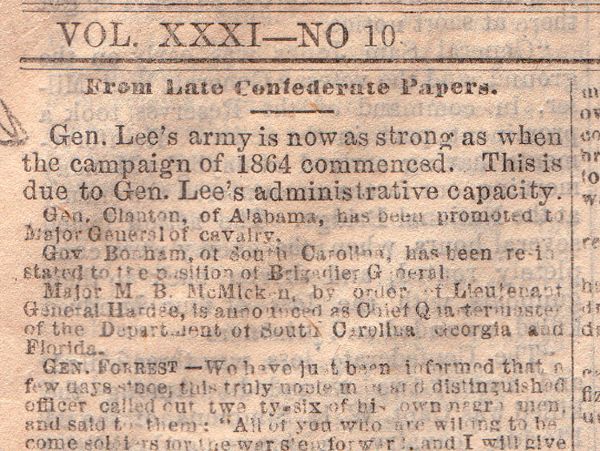 VOL. XXXI—NO 10.
From Late Confederate Papers.
Gen. Lee's army is now as strong as when
the campaign of 1864 commenced. This is
due to Gen. Lee's administrative capacity.
Gen. Clanton, of Alabama, has been promoted to
Major General of cavalry.
Gov. Bonham, of South Carolina, has been re-in
stated to the position of Brigadier General.
Major M. B. McMicken, by order of Lieutenant
General Hardee, is announced as Chief Quartermaster
of the Department of South Carolina, Georgia and
Florida.
GEN. FORREST—We have just been informed that a
few days since, this truly noble man and distinguished
officer called out twenty-six of his own negro men,
and said to them: "All of you who are willing to be
come soldiers for the war step forward, and I will give